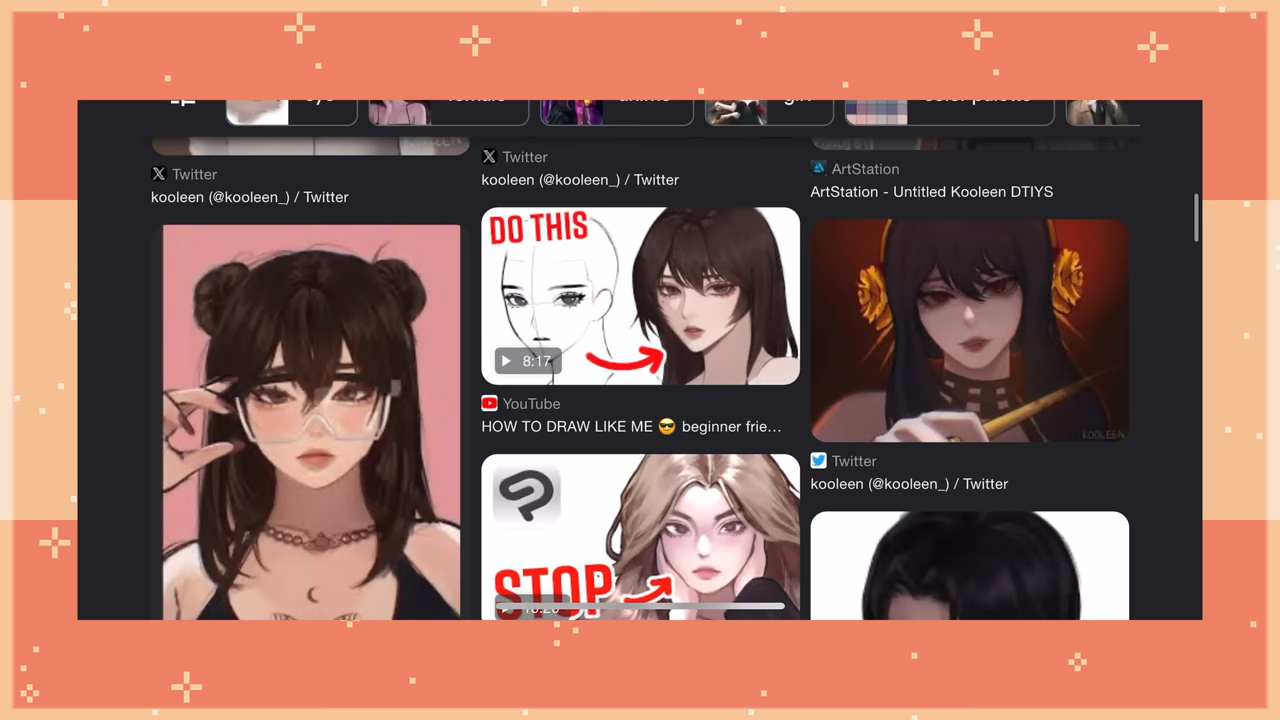 Twitter
kooleen (@kooleen_) / Twitter
Twitter
kooleen (@kooleen_) / Twitter
ArtStation
ArtStation - Untitled Kooleen DTIYS
DO THIS
8:17
YouTube
HOW TO DRAW LIKE ME 😎 beginner frie...
STOP
KOOLEEN
Twitter
kooleen (@kooleen_) / Twitter